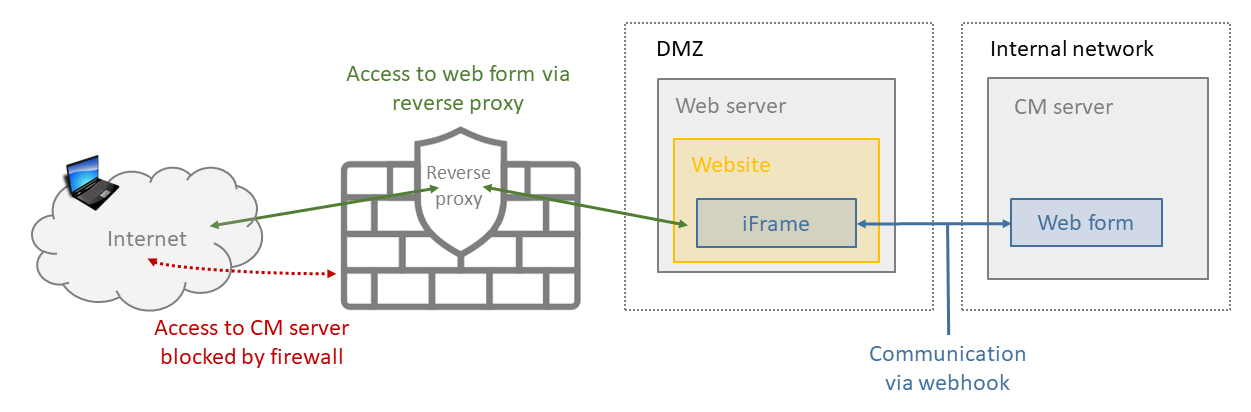 DMZ
Internal network
Access to web form via
reverse proxy
Web server
CM server
Website
Reverse
proxy
iFrame
Web form
Internet
Access to CM server
blocked by firewall
Communication
via webhook